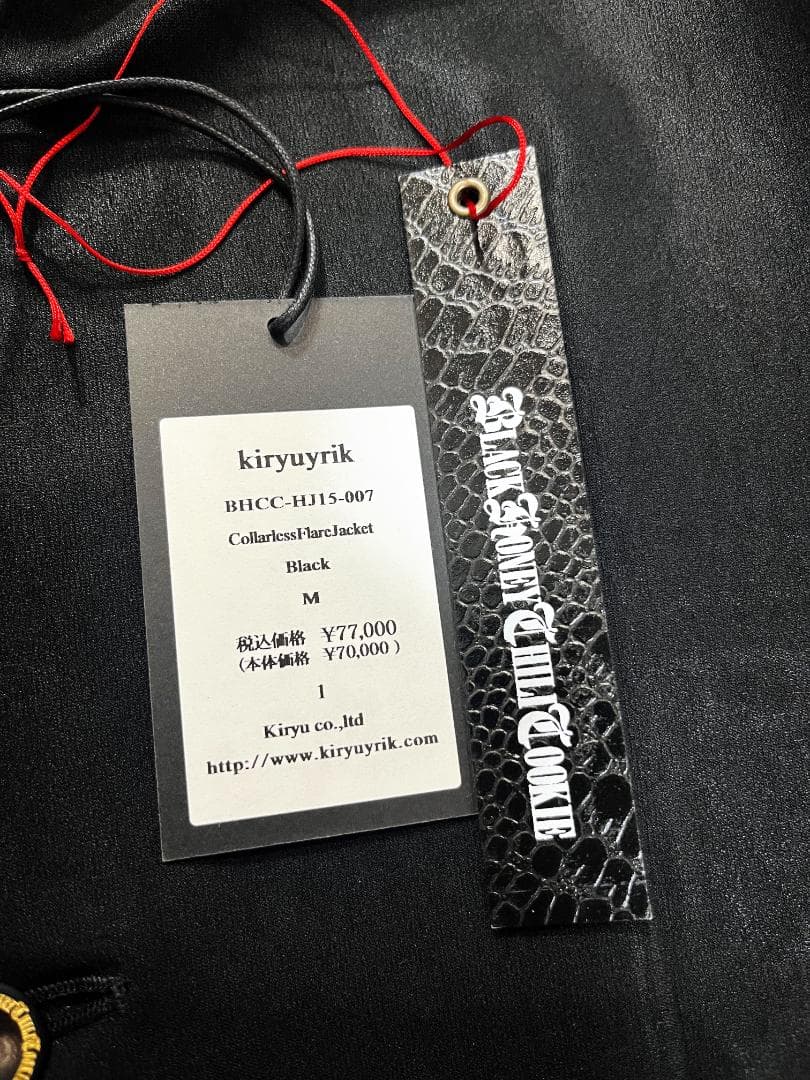 kiryuyrik
BHCC-HJ15-007
CollarlessFlareJacket
Black
M
税込価格 ¥77,000
(本体価格 ¥70,000 )
1
Kiryu co.,ltd
http://www.kiryuyrik.com
BLACK HONEY CHILI COOKIE